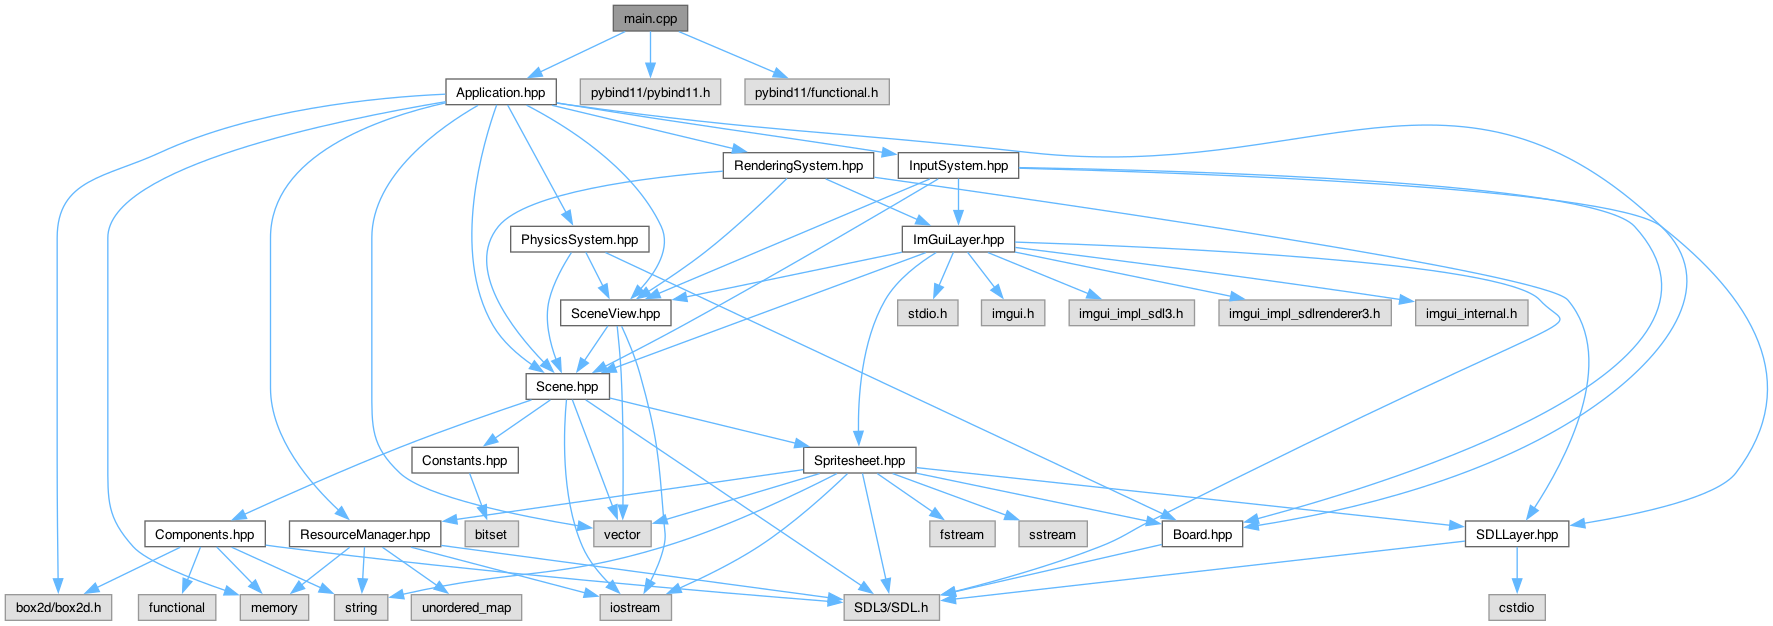 main.cpp
Application.hpp
pybind11/pybind11.h
pybind11/functional.h
RenderingSystem.hpp
InputSystem.hpp
PhysicsSystem.hpp
ImGuiLayer.hpp
SceneView.hpp
stdio.h
imgui.h
imgui_impl_sdl3.h
imgui_impl_sdlrenderer3.h
imgui_internal.h
Scene.hpp
Constants.hpp
Spritesheet.hpp
Components.hpp
ResourceManager.hpp
bitset
vector
fstream
sstream
Board.hpp
SDLLayer.hpp
box2d/box2d.h
functional
memory
string
unordered_map
iostream
SDL3/SDL.h
cstdio